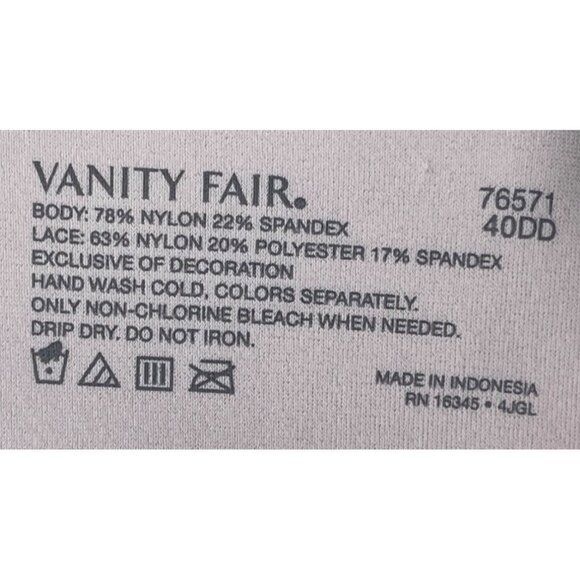 VANITY FAIR®
76571
40DD
BODY: 78% NYLON 22% SPANDEX
LACE: 63% NYLON 20% POLYESTER 17% SPANDEX
EXCLUSIVE OF DECORATION
HAND WASH COLD, COLORS SEPARATELY.
ONLY NON-CHLORINE BLEACH WHEN NEEDED.
DRIP DRY. DO NOT IRON.
MADE IN INDONESIA
RN 16345 • 4JGL